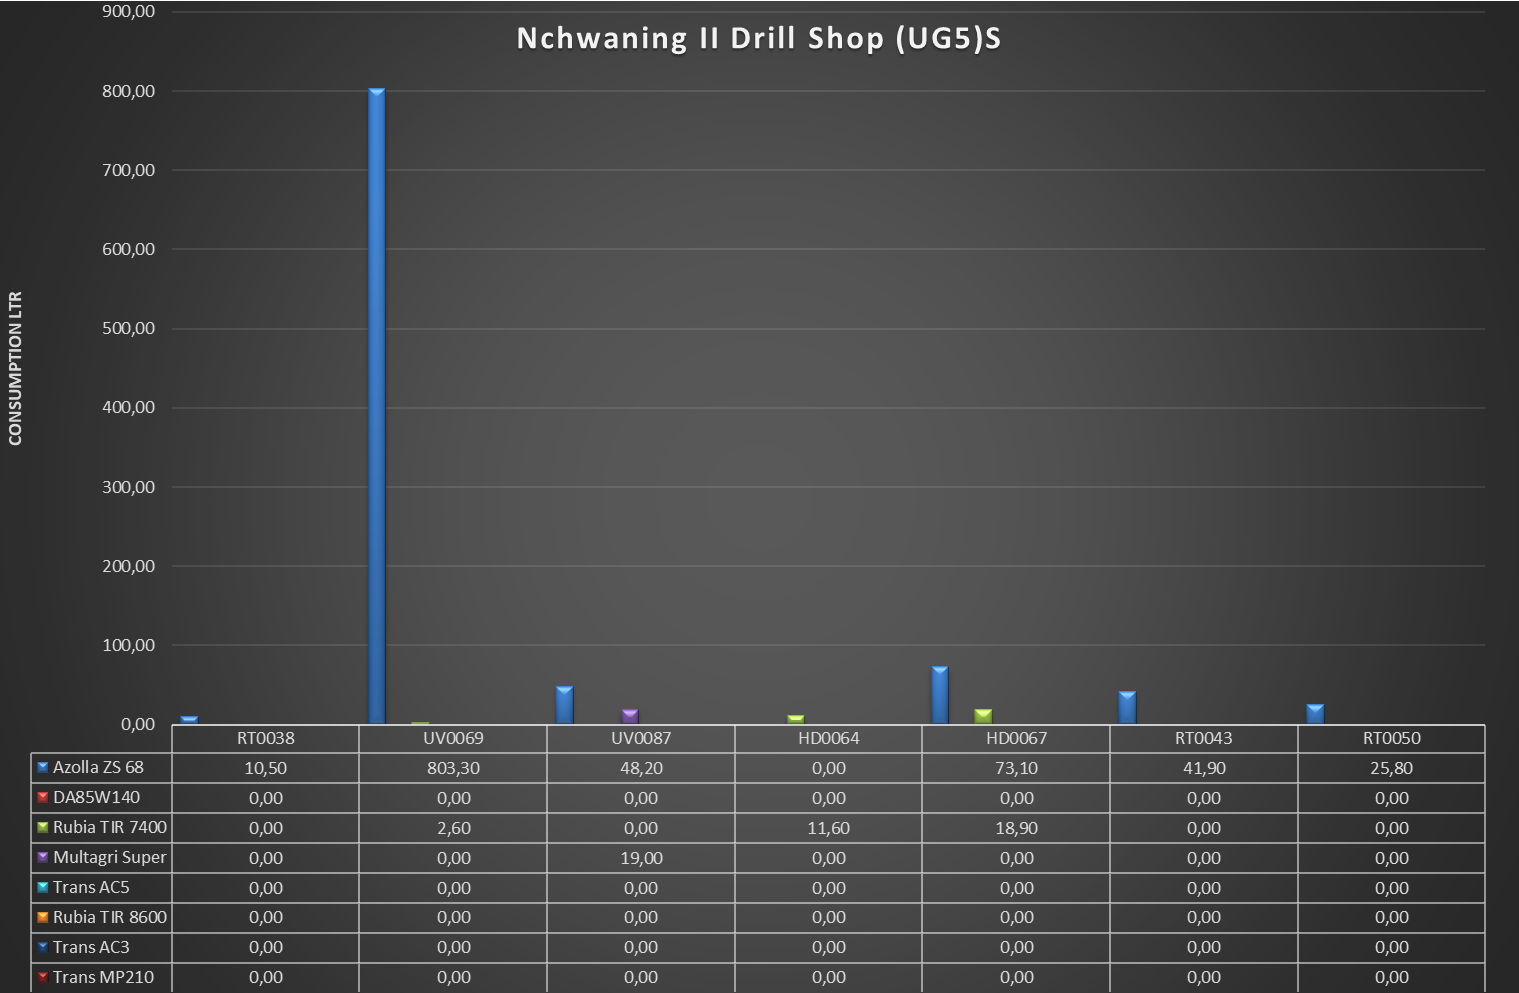 Nchwaning II Drill Shop (UG5)S
CONSUMPTION LTR
900,00
800,00
700,00
600,00
500,00
400,00
300,00
200,00
100,00
0,00
RT0038 UV0069 UV0087 HD0064 HD0067 RT0043 RT0050
Azolla ZS 68 10,50 803,30 48,20 0,00 73,10 41,90 25,80
DA85W140 0,00 0,00 0,00 0,00 0,00 0,00 0,00
Rubia TIR 7400 0,00 2,60 0,00 11,60 18,90 0,00 0,00
Multagri Super 0,00 0,00 19,00 0,00 0,00 0,00 0,00
Trans AC5 0,00 0,00 0,00 0,00 0,00 0,00 0,00
Rubia TIR 8600 0,00 0,00 0,00 0,00 0,00 0,00 0,00
Trans AC3 0,00 0,00 0,00 0,00 0,00 0,00 0,00
Trans MP210 0,00 0,00 0,00 0,00 0,00 0,00 0,00